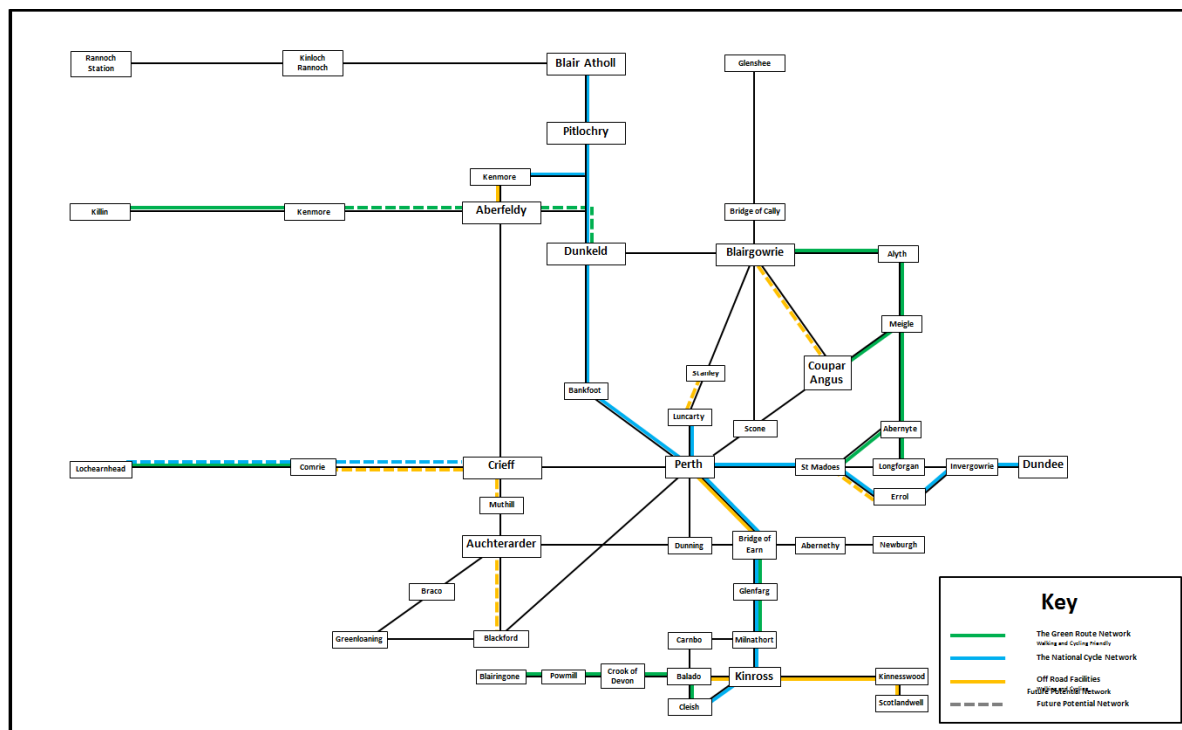 Rannoch
Station
Kinloch
Rannoch
Blair Atholl
Glenshee
Pitlochry
Kenmore
Killin
Kenmore
Aberfeldy
Bridge of Cally
Dunkeld
Blairgowrie
Alyth
Meigle
Stanley
Coupar
Angus
Bankfoot
Luncarty
Scone
Abernyte
Lochearnhead
Comrie
Crieff
Perth
St Madoes
Longforgan
Invergowrie
Dundee
Errol
Muthill
Auchterarder
Dunning
Bridge of
Earn
Abernethy
Newburgh
Braco
Glenfarg
Greenloaning
Blackford
Carnbo
Milnathort
Blairingone
Powmill
Crook of
Devon
Balado
Kinross
Kinnesswood
Cleish
Scotlandwell
Key
The Green Route Network
Walking and Cycling Friendly
The National Cycle Network
Off Road Facilities
Walking and Cycling
Future Potential Network
Future Potential Network